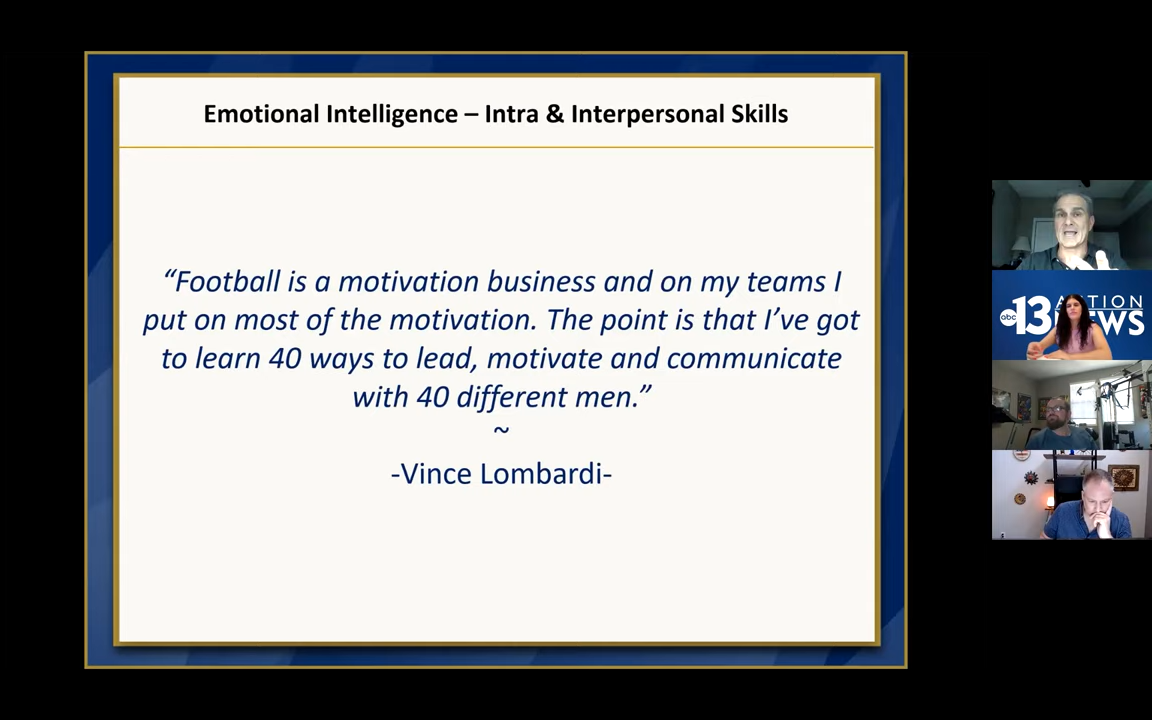 Emotional Intelligence – Intra & Interpersonal Skills
“Football is a motivation business and on my teams I
put on most of the motivation. The point is that I’ve got
to learn 40 ways to lead, motivate and communicate
with 40 different men.”
~
-Vince Lombardi-
abc 13 ACTION
NEWS